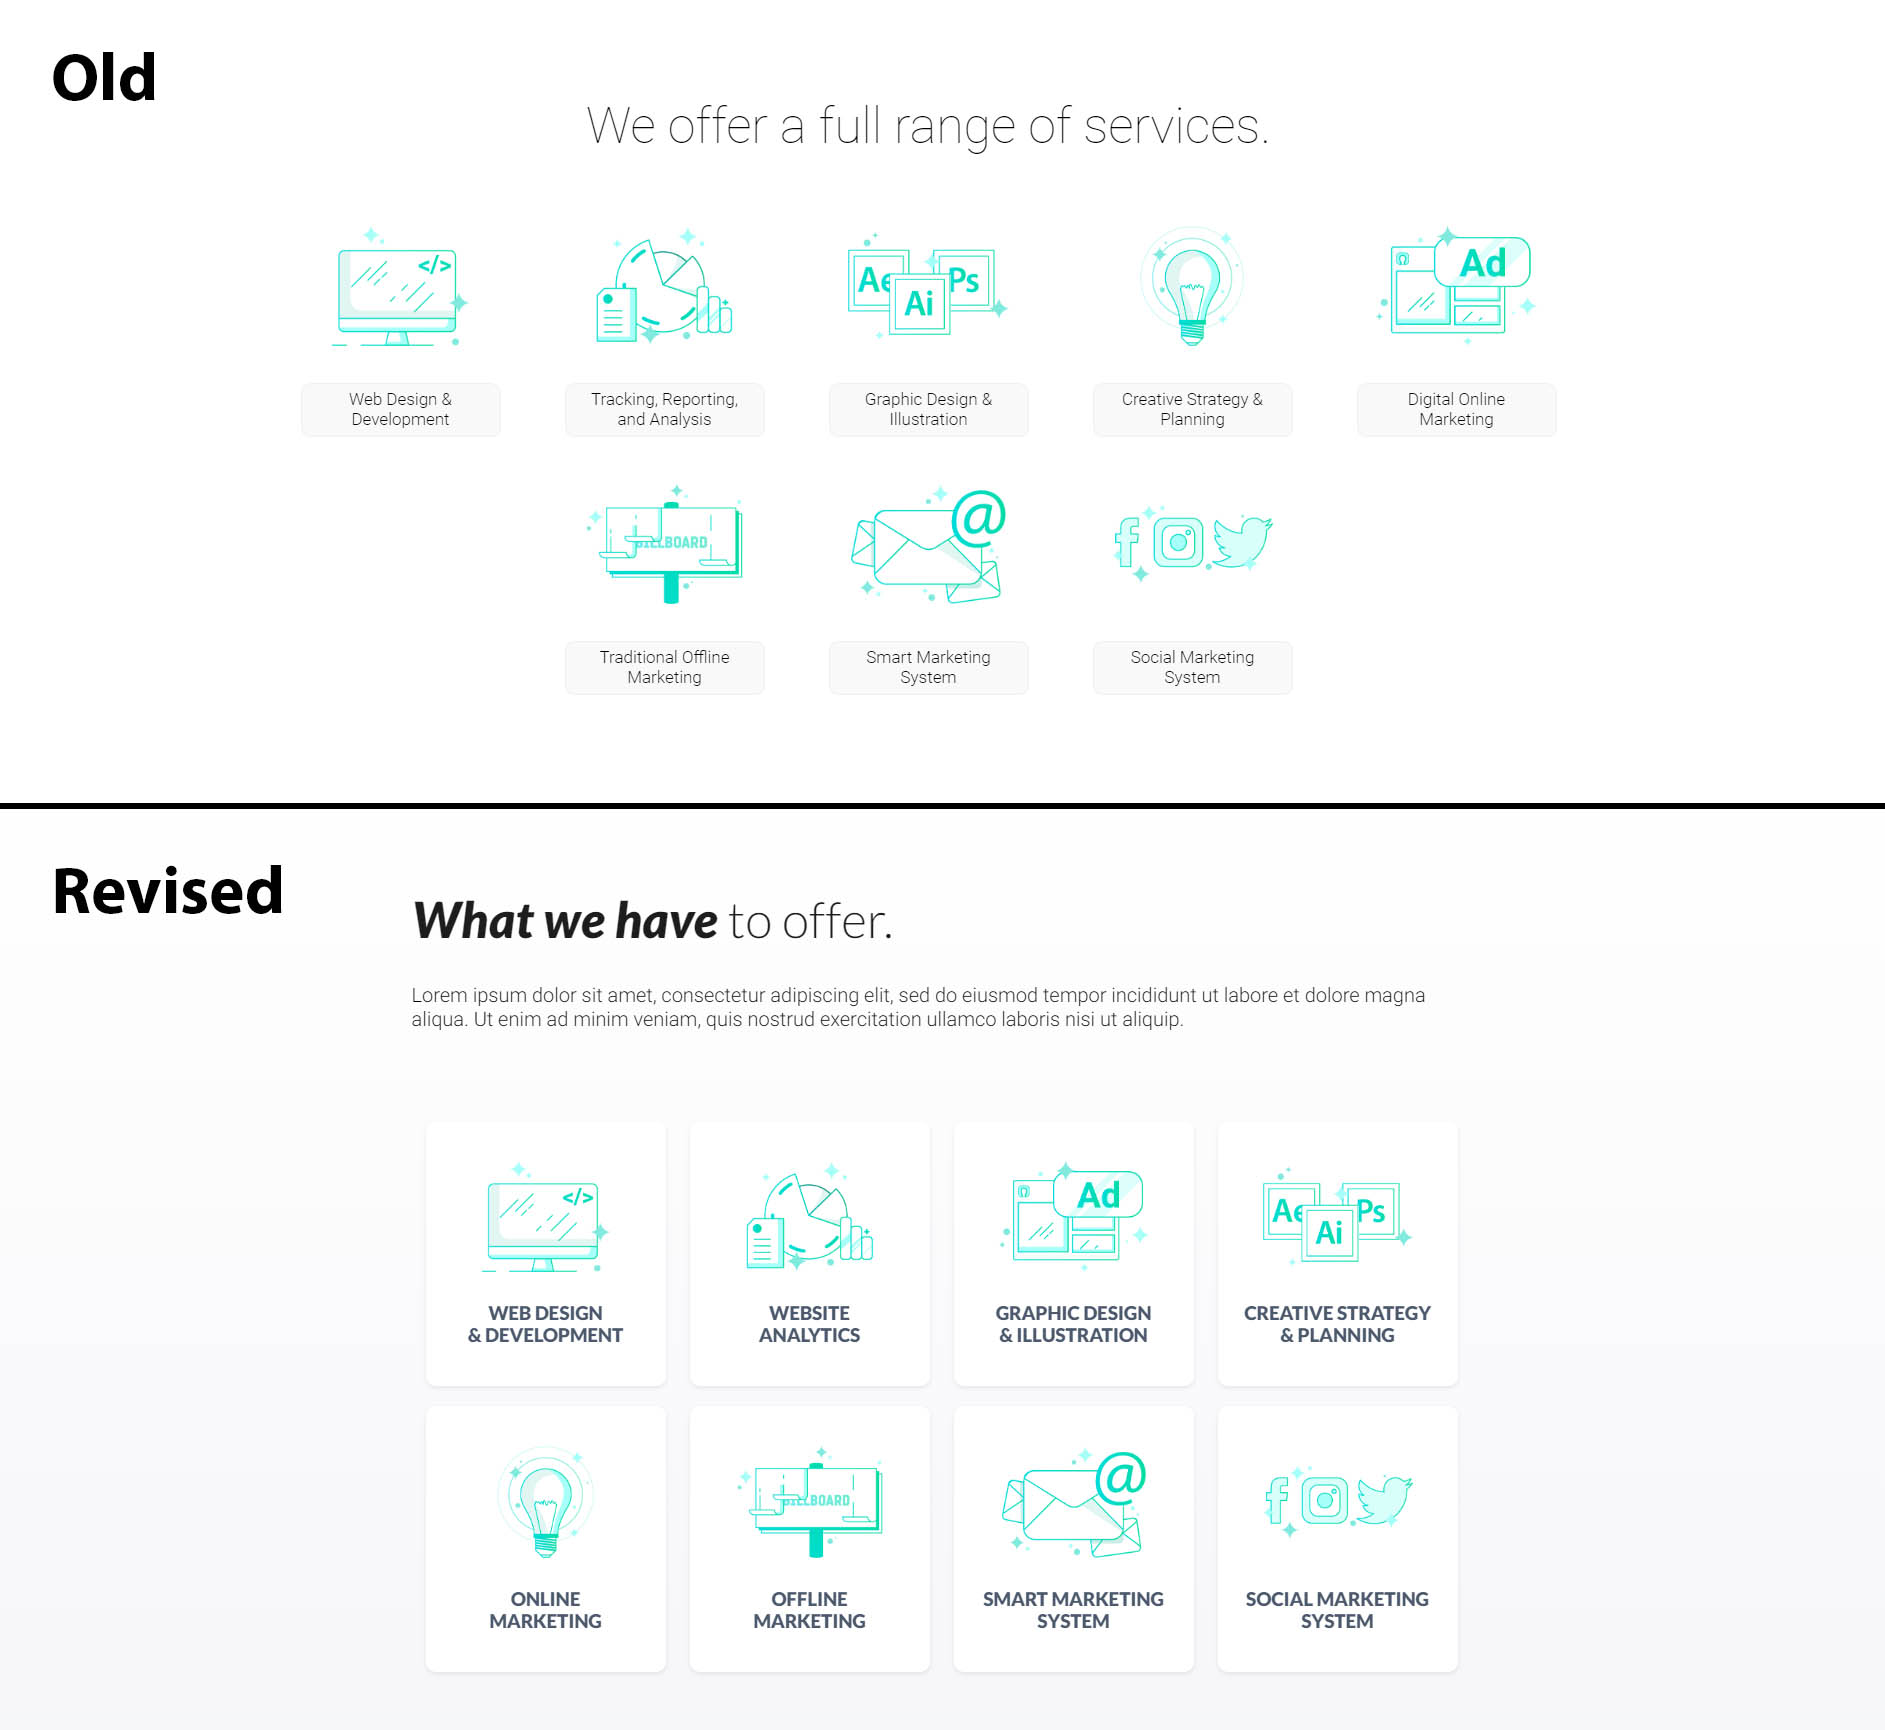 Old
We offer a full range of services.
</>
Ae
Ai
Ps
Ad
Web Design &
Development
Tracking, Reporting,
and Analysis
Graphic Design &
Illustration
Creative Strategy &
Planning
Digital Online
Marketing
BILLBOARD
@
Traditional Offline
Marketing
Smart Marketing
System
Social Marketing
System
Revised
What we have to offer.
Lorem ipsum dolor sit amet, consectetur adipiscing elit, sed do eiusmod tempor incididunt ut labore et dolore magna
aliqua. Ut enim ad minim veniam, quis nostrud exercitation ullamco laboris nisi ut aliquip.
</>
Ad
Ae
Ai
Ps
WEB DESIGN
& DEVELOPMENT
WEBSITE
ANALYTICS
GRAPHIC DESIGN
& ILLUSTRATION
CREATIVE STRATEGY
& PLANNING
BILLBOARD
@
ONLINE
MARKETING
OFFLINE
MARKETING
SMART MARKETING
SYSTEM
SOCIAL MARKETING
SYSTEM